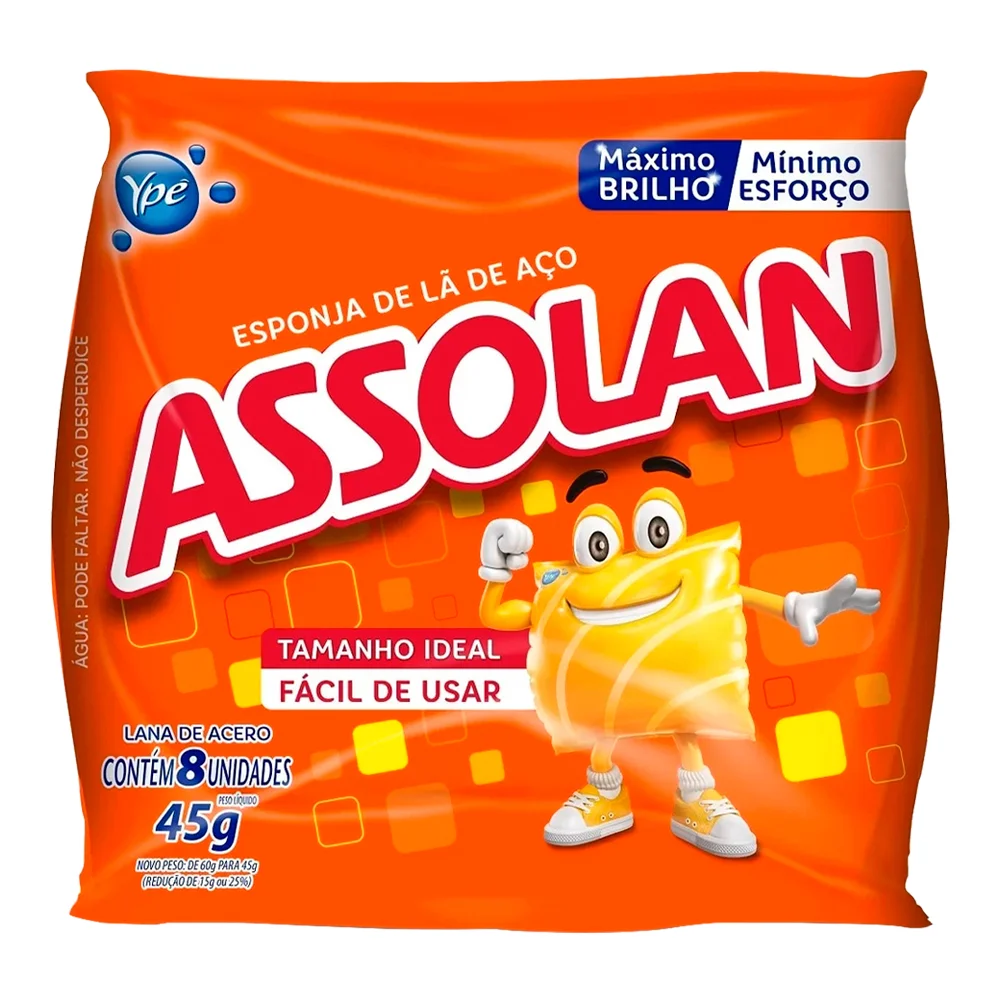 Ypê
Máximo
BRILHO
Mínimo
ESFORÇO
ESPONJA DE LÃ DE AÇO
ASSOLAN
ÁGUA: PODE FALTAR. NÃO DESPERDICE
TAMANHO IDEAL
FÁCIL DE USAR
LANA DE ACERO
CONTÉM 8 UNIDADES
PESO LÍQUIDO
45g
NOVO PESO: DE 60g PARA 45g
(REDUÇÃO DE 15g ou 25%)